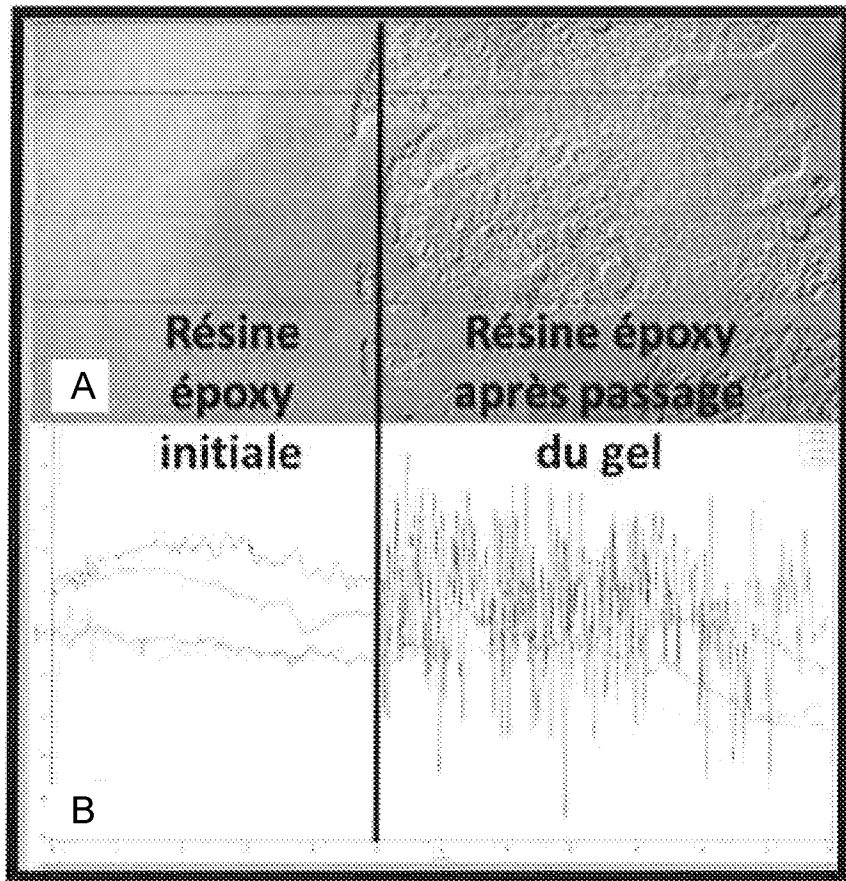 Résine
époxy
initiale
Résine époxy
après passage
du gel
A
B